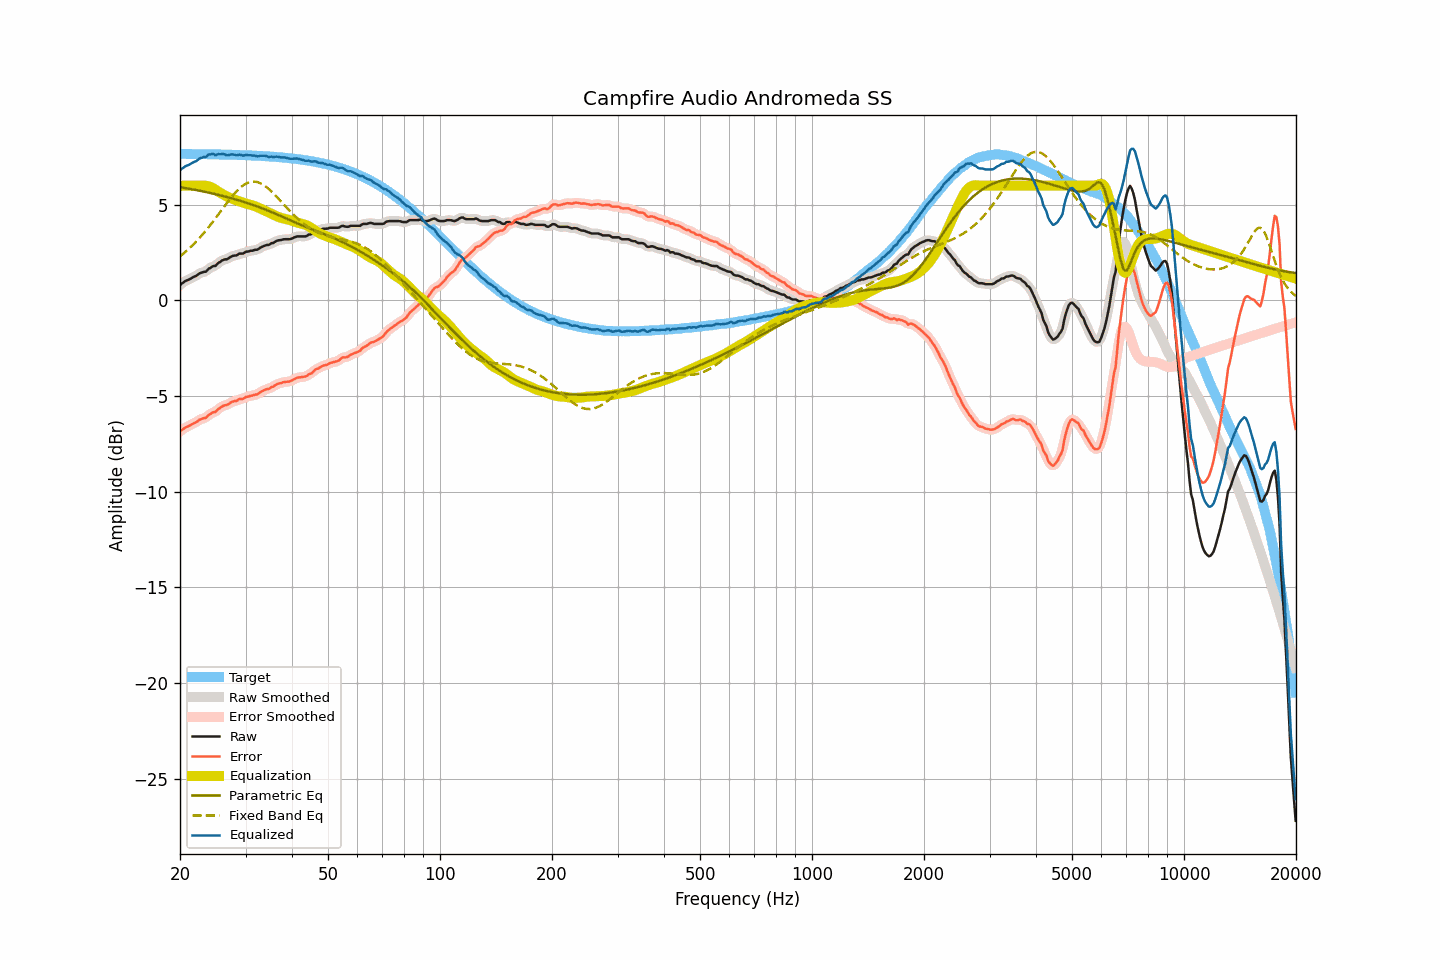 Campfire Audio Andromeda SS
Amplitude (dBr)
5
0
−5
−10
−15
−20
−25
Target
Raw Smoothed
Error Smoothed
Raw
Error
Equalization
Parametric Eq
Fixed Band Eq
Equalized
20 50 100 200 500 1000 2000 5000 10000 20000
Frequency (Hz)